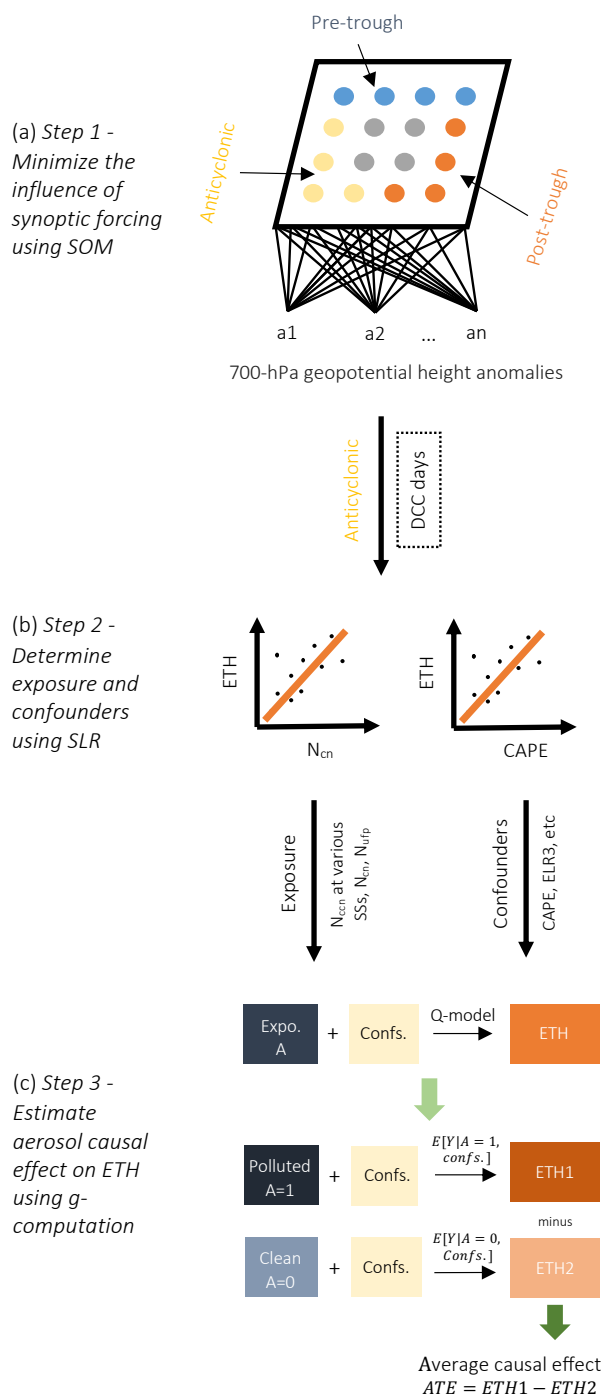 Pre-trough
(a) Step 1 -
Minimize the
influence of
synoptic forcing
using SOM
Anticyclonic
Post-trough
a1 a2 ... an
700-hPa geopotential height anomalies
Anticyclonic
DCC days
(b) Step 2 -
Determine
exposure and
confounders
using SLR
ETH
N_cn
ETH
CAPE
Exposure
N_ccn at various
SSs, N_cn, N_ufp
Confounders
CAPE, ELR3, etc
(c) Step 3 -
Estimate
aerosol causal
effect on ETH
using g-
computation
Expo.
A
+
Confs.
Q-model
ETH
Polluted
A=1
+
Confs.
E[Y|A = 1,
confs.]
ETH1
minus
Clean
A=0
+
Confs.
E[Y|A = 0,
Confs.]
ETH2
Average causal effect
ATE = ETH1 − ETH2